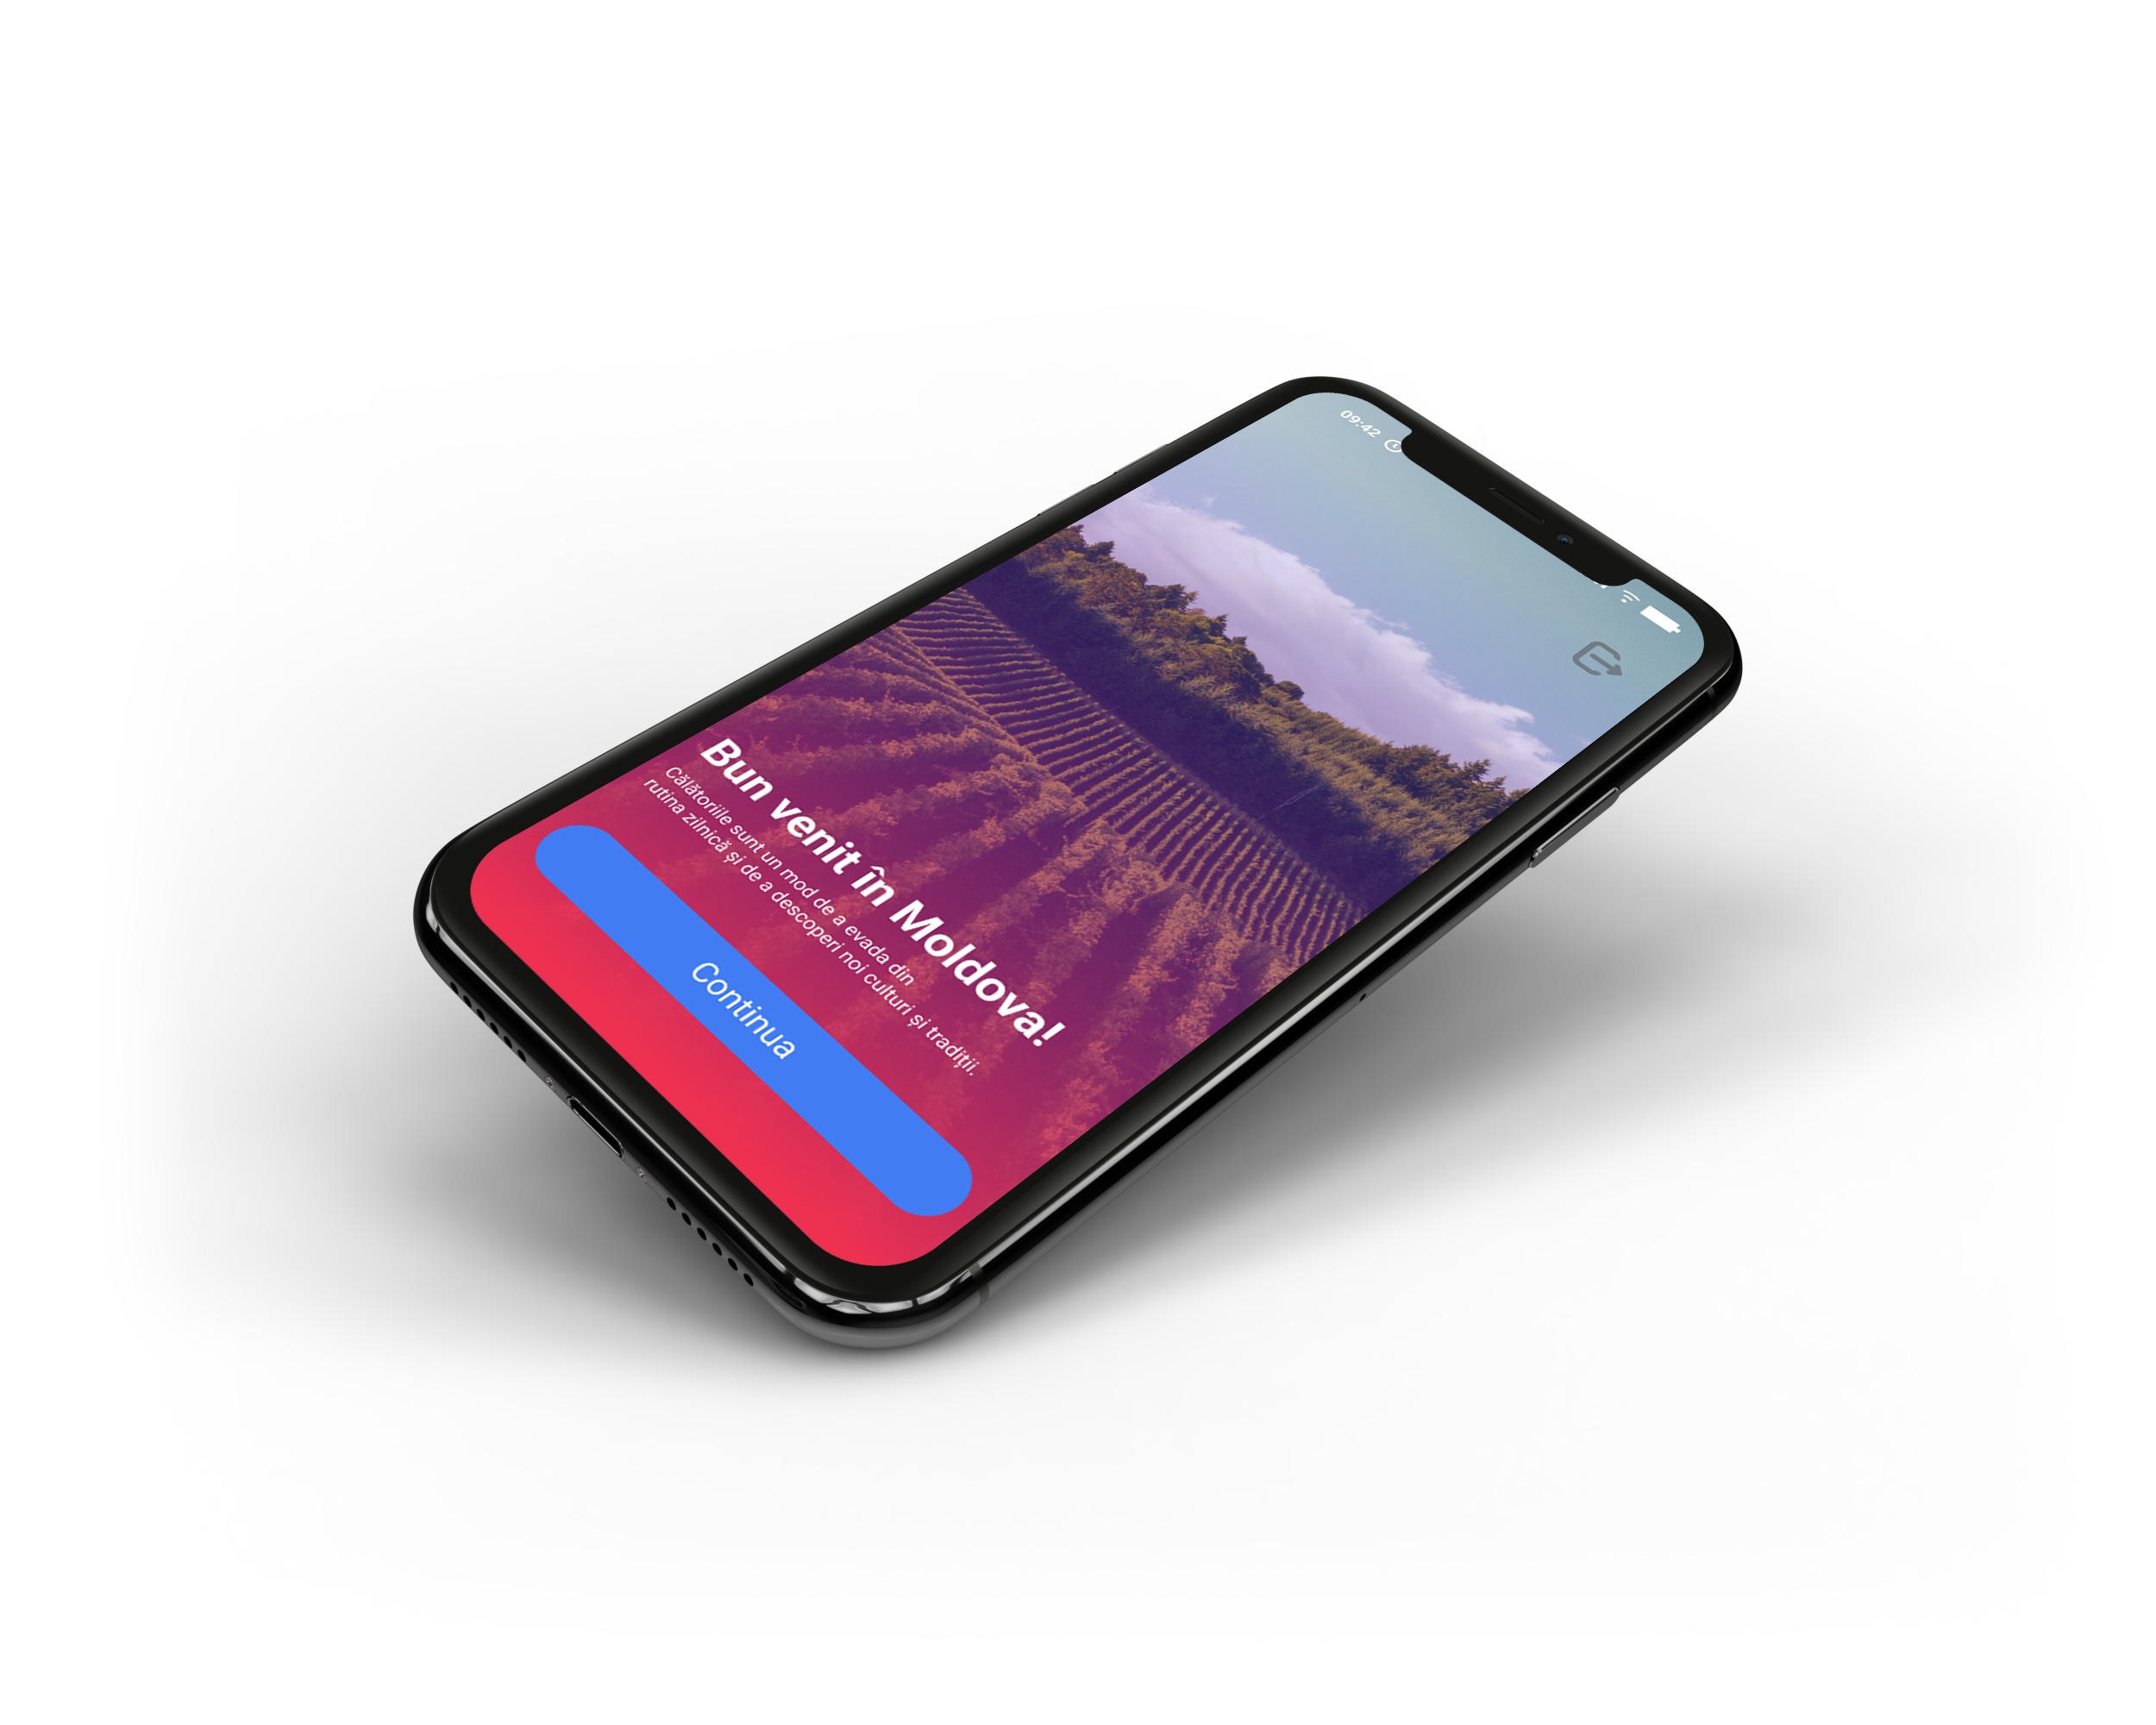 09:42
Bun venit în Moldova!
Călătoriile sunt un mod de a evada din
rutina zilnică și de a descoperi noi culturi și tradiții.
Continua